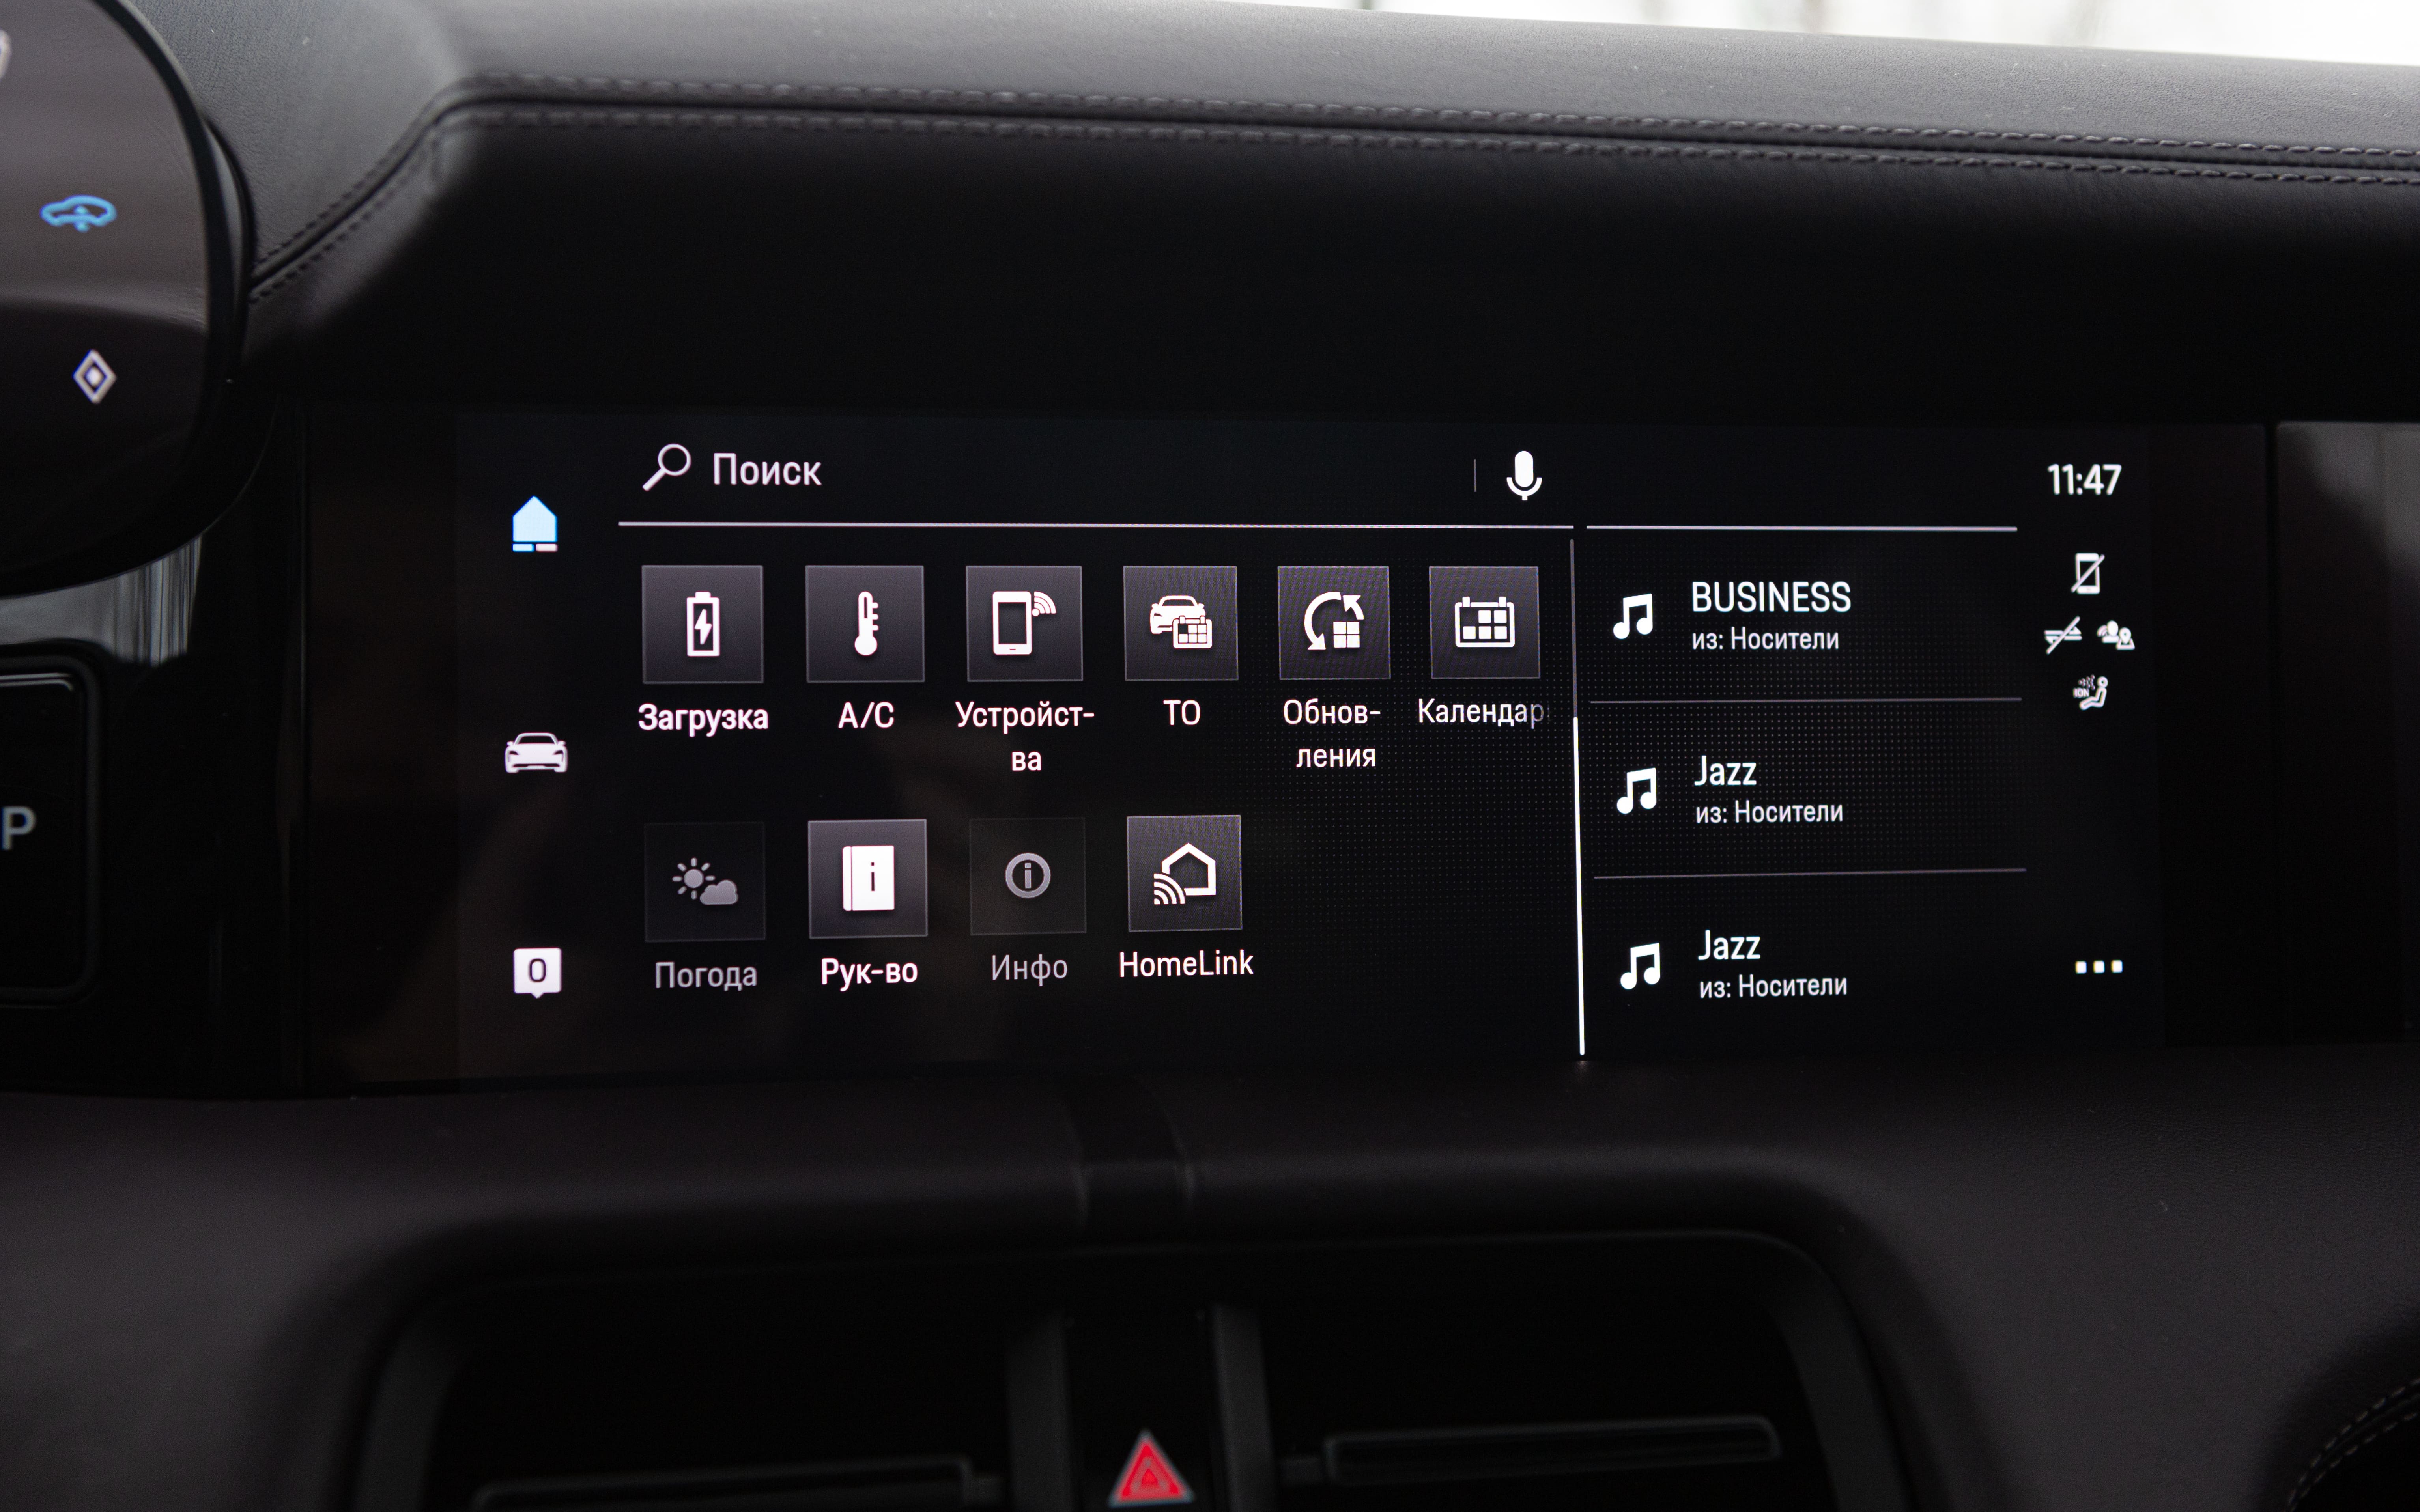 Поиск
11:47
Загрузка
A/C
Устройст-
ва
ТО
Обнов-
ления
Календар
Погода
Рук-во
Инфо
HomeLink
BUSINESS
из: Носители
Jazz
из: Носители
Jazz
из: Носители
ION
0
P